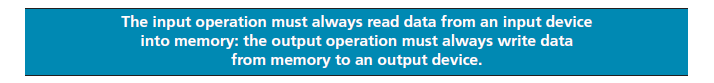 The input operation must always read data from an input device
into memory: the output operation must always write data
from memory to an output device.